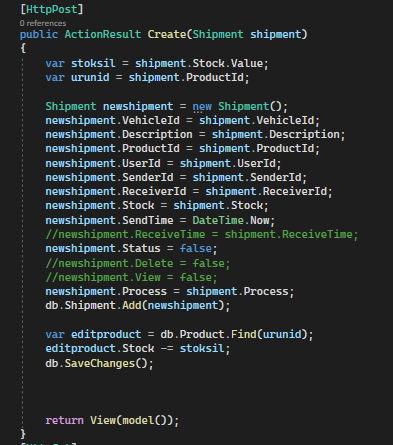 [HttpPost]
0 references
public ActionResult Create(Shipment shipment)
{
var stoksil = shipment.Stock.Value;
var urunid = shipment.ProductId;
Shipment newshipment = new Shipment();
newshipment.VehicleId = shipment.VehicleId;
newshipment.Description = shipment.Description;
newshipment.ProductId = shipment.ProductId;
newshipment.UserId = shipment.UserId;
newshipment.SenderId = shipment.SenderId;
newshipment.ReceiverId = shipment.ReceiverId;
newshipment.Stock = shipment.Stock;
newshipment.SendTime = DateTime.Now;
//newshipment.ReceiveTime = shipment.ReceiveTime;
newshipment.Status = false;
//newshipment.Delete = false;
//newshipment.View = false;
newshipment.Process = shipment.Process;
db.Shipment.Add(newshipment);
var editproduct = db.Product.Find(urunid);
editproduct.Stock -= stoksil;
db.SaveChanges();
return View(model());
}
[HttpPost]